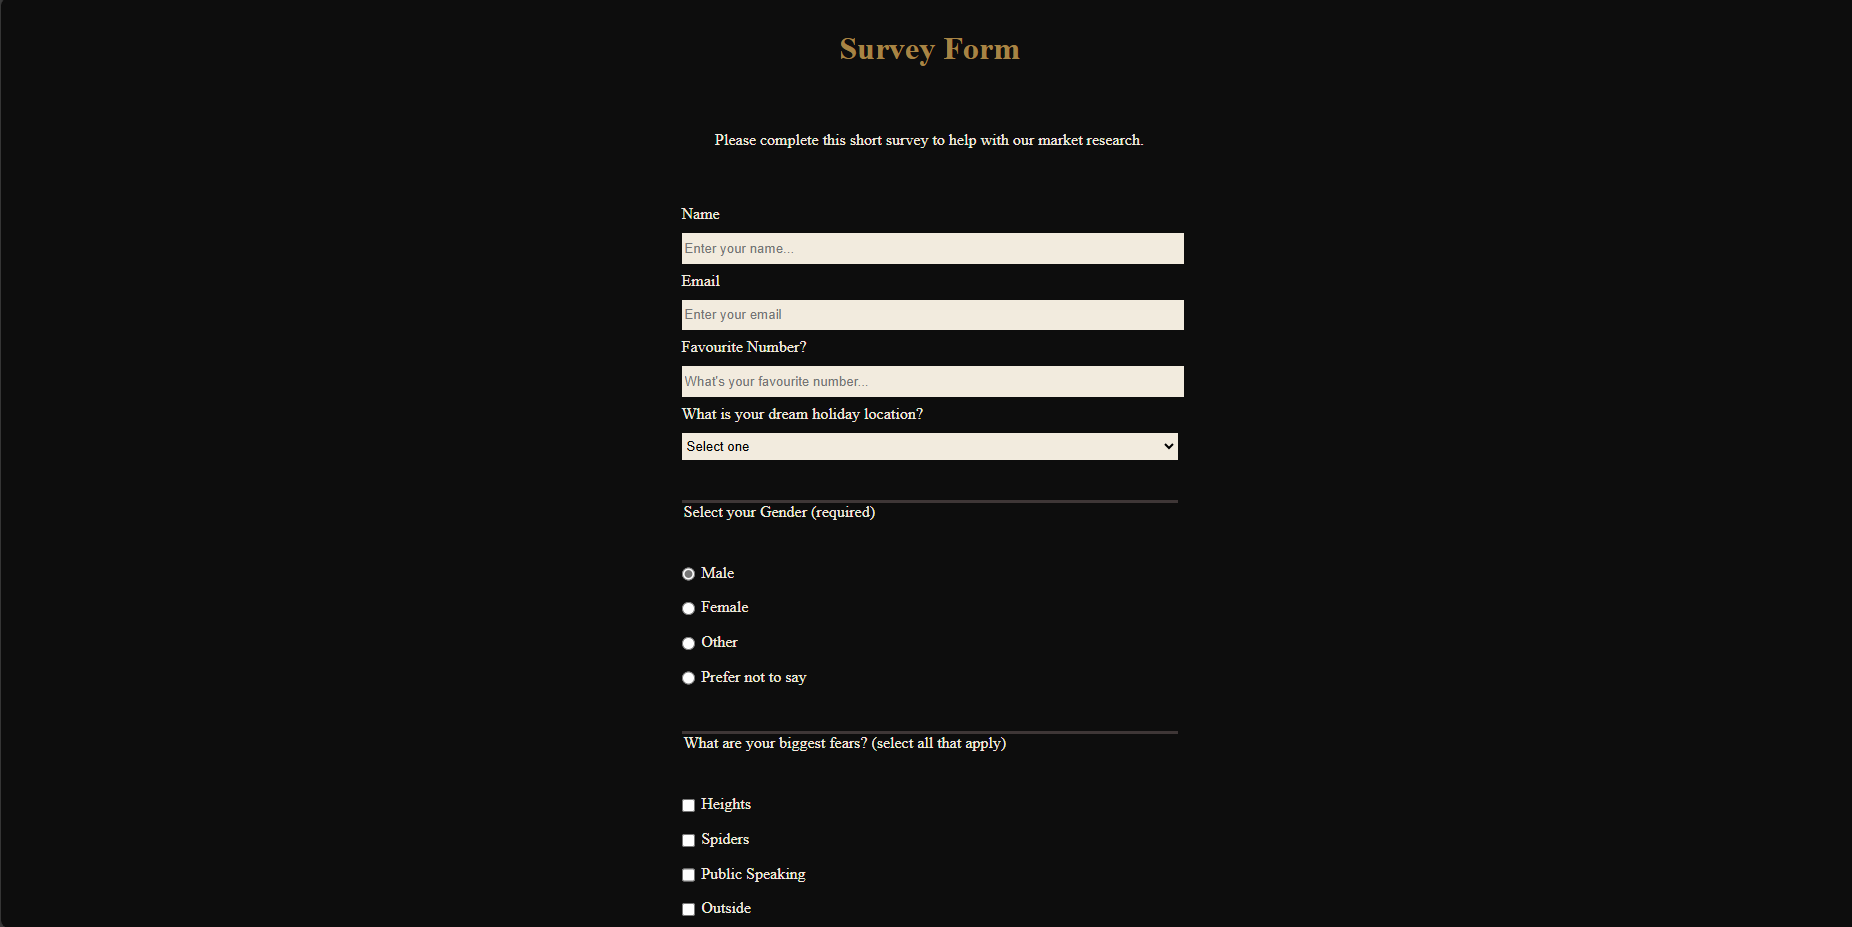 Survey Form
Please complete this short survey to help with our market research.
Name
Enter your name...
Email
Enter your email
Favourite Number?
What's your favourite number...
What is your dream holiday location?
Select one
Select your Gender (required)
Male
Female
Other
Prefer not to say
What are your biggest fears? (select all that apply)
Heights
Spiders
Public Speaking
Outside